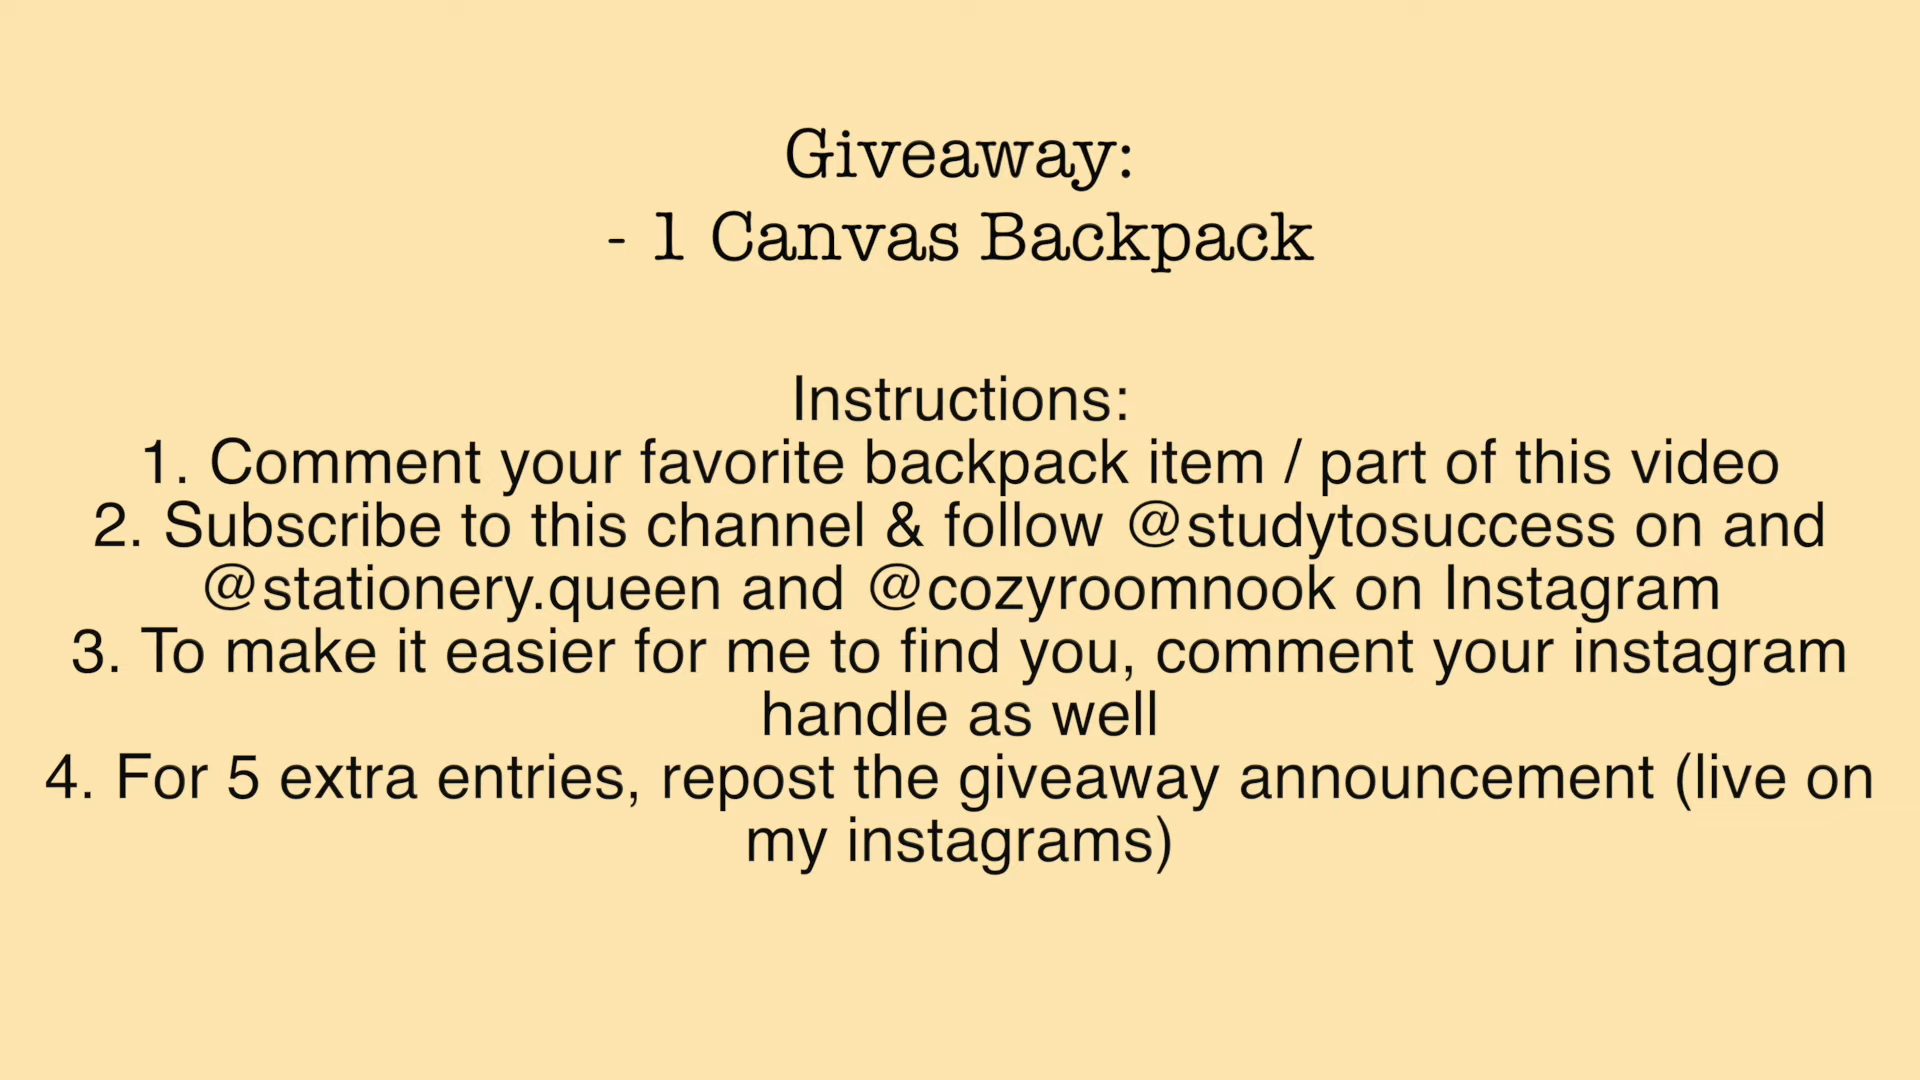 Giveaway:
- 1 Canvas Backpack
Instructions:
1. Comment your favorite backpack item / part of this video
2. Subscribe to this channel & follow @studytosuccess on and
@stationery.queen and @cozyroomnook on Instagram
3. To make it easier for me to find you, comment your instagram
handle as well
4. For 5 extra entries, repost the giveaway announcement (live on
my instagrams)